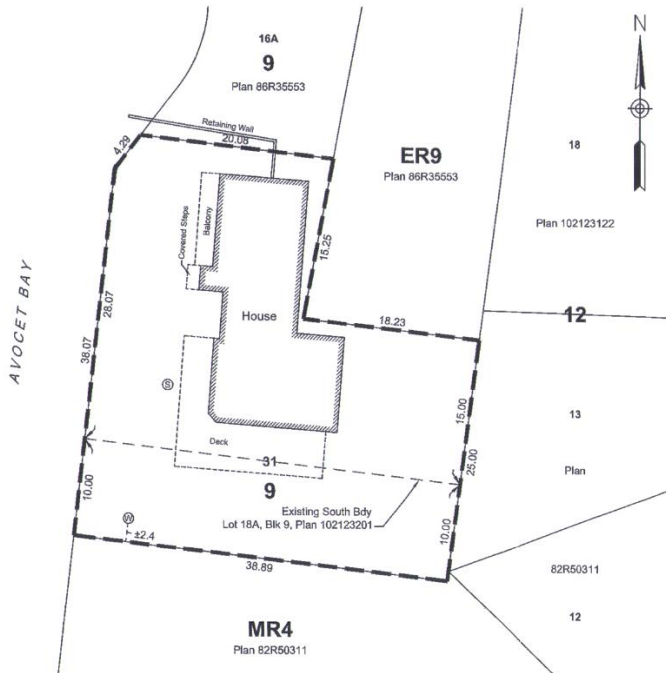 N
16A
9
Plan 86R35553
Retaining Wall
20.08
4.29
ER9
Plan 86R35553
18
Plan 102123122
Covered Steps
Balcony
15.25
AVOCET BAY
28.07
38.07
House
18.23
12
S
15.00
25.00
13
Plan
Deck
31
9
10.00
Existing South Bdy
Lot 18A, Blk 9, Plan 102123201
10.00
W
±2.4
38.89
82R50311
12
MR4
Plan 82R50311